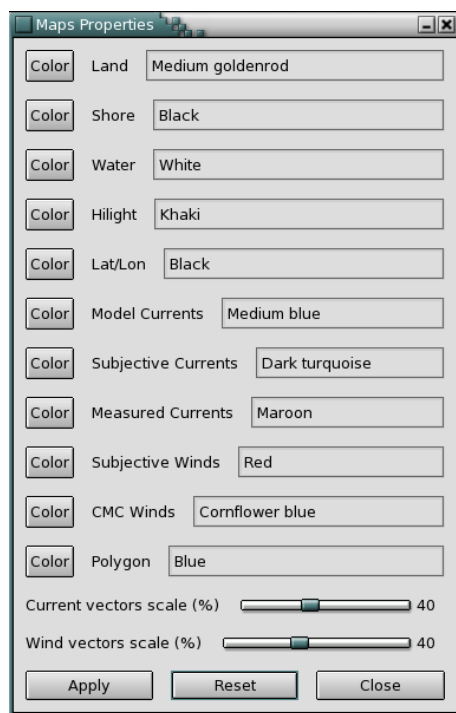 Maps Properties
Color Land Medium goldenrod
Color Shore Black
Color Water White
Color Hilight Khaki
Color Lat/Lon Black
Color Model Currents Medium blue
Color Subjective Currents Dark turquoise
Color Measured Currents Maroon
Color Subjective Winds Red
Color CMC Winds Cornflower blue
Color Polygon Blue
Current vectors scale (%) 40
Wind vectors scale (%) 40
Apply Reset Close